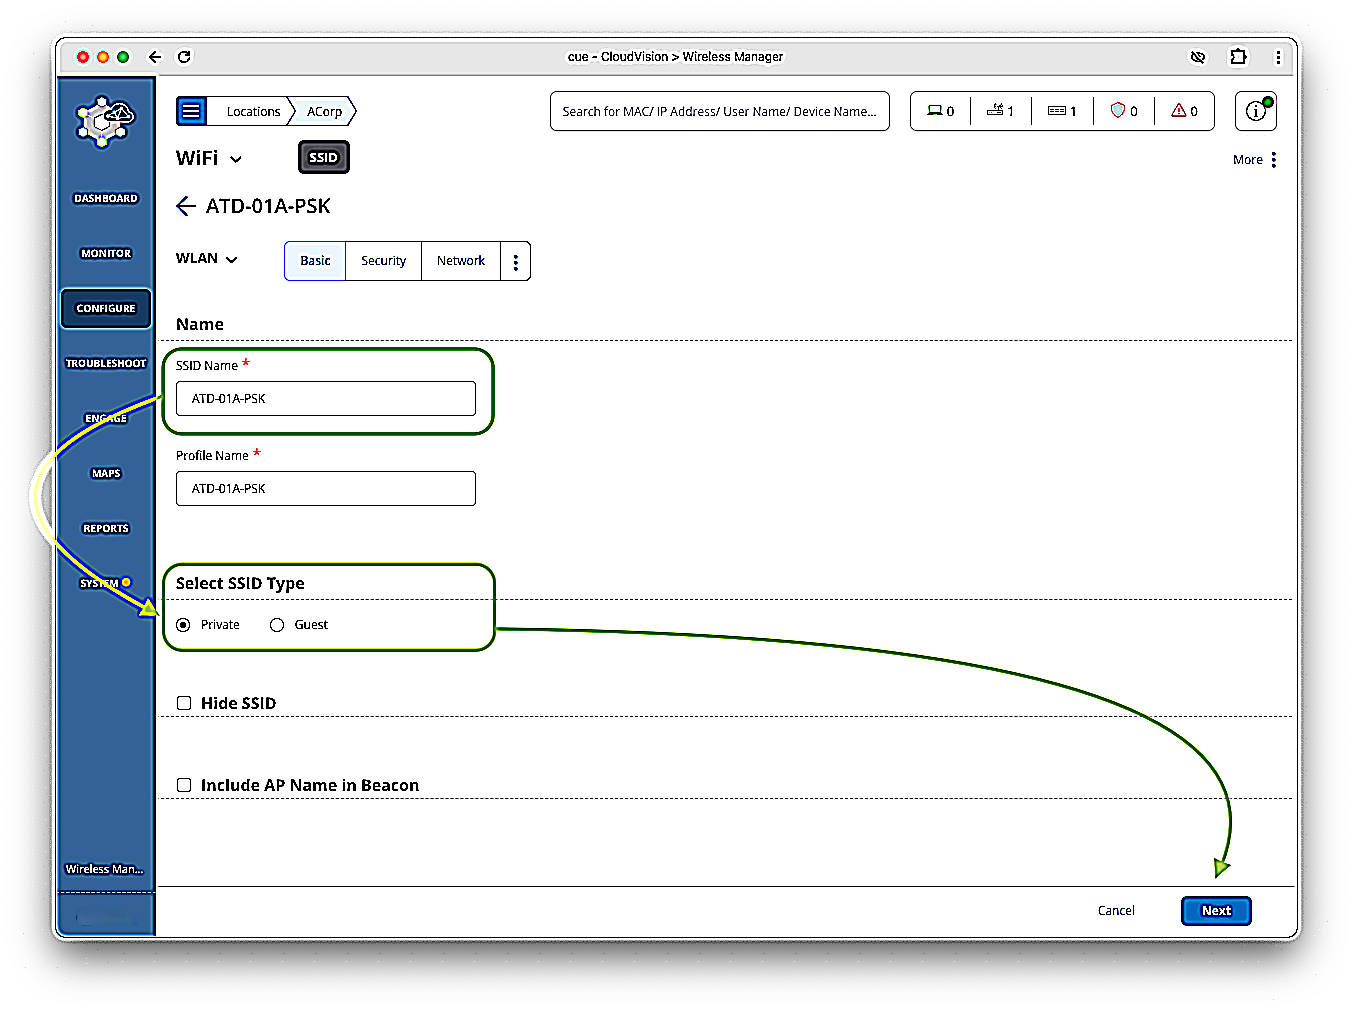 cue - CloudVision > Wireless Manager
Locations
ACorp
Search for MAC/ IP Address/ User Name/ Device Name...
0
1
1
0
0
WiFi
SSID
More
ATD-01A-PSK
WLAN
Basic
Security
Network
DASHBOARD
MONITOR
CONFIGURE
TROUBLESHOOT
ENGAGE
MAPS
REPORTS
SYSTEM
Wireless Man...
Name
SSID Name *
ATD-01A-PSK
Profile Name *
ATD-01A-PSK
Select SSID Type
Private
Guest
Hide SSID
Include AP Name in Beacon
Cancel
Next